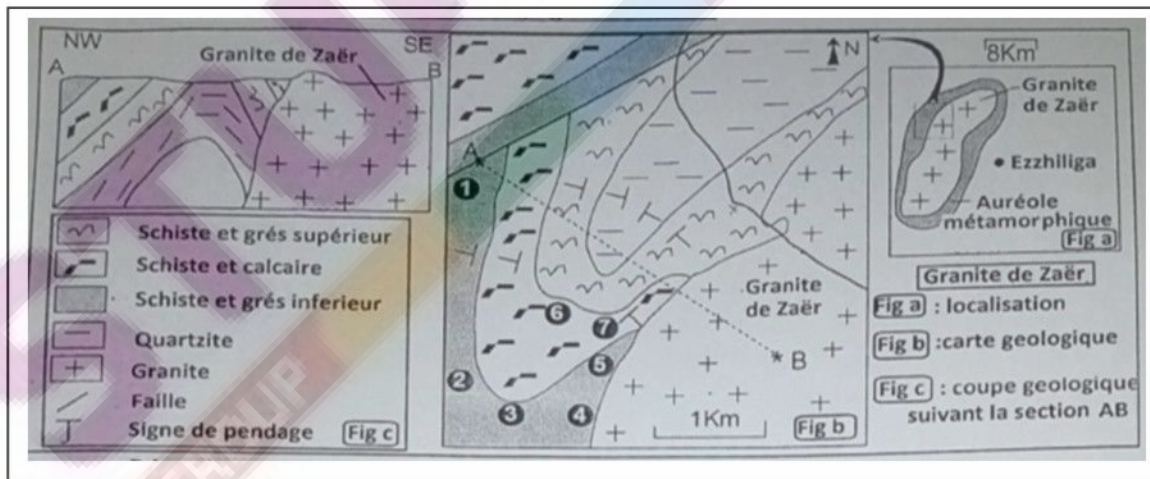 NW
SE
Granite de Zaër
A
B
Schiste et grés supérieur
Schiste et calcaire
Schiste et grés inferieur
Quartzite
Granite
Faille
Signe de pendage
Fig c
N
A
1
2
3
4
5
6
7
Granite
de Zaër
B
1Km
Fig b
8Km
Granite
de Zaër
Ezzhiliga
Auréole
métamorphique
Fig a
Granite de Zaër
Fig a : localisation
Fig b :carte geologique
Fig c : coupe geologique
suivant la section AB
GROUP